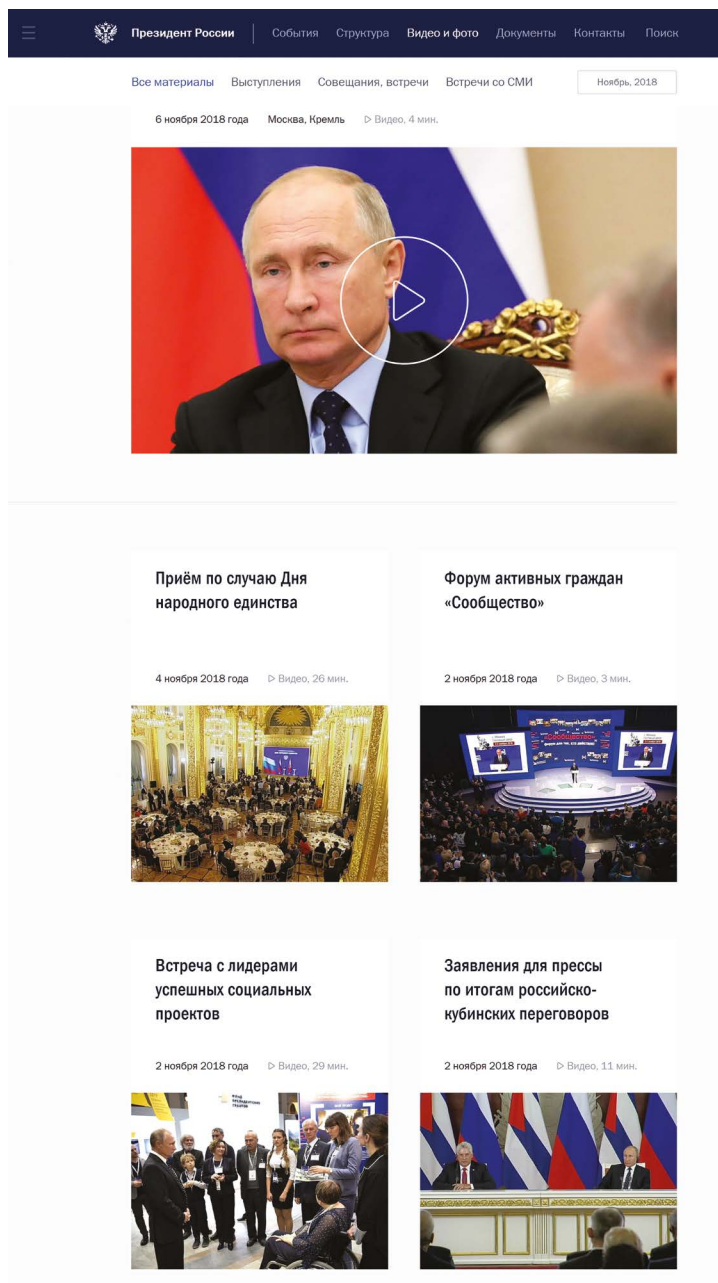 Президент России События Структура Видео и фото Документы Контакты Поиск
Все материалы Выступления Совещания, встречи Встречи со СМИ Ноябрь, 2018
6 ноября 2018 года Москва, Кремль Видео, 4 мин.
Приём по случаю Дня
народного единства
4 ноября 2018 года Видео, 26 мин.
Форум активных граждан
«Сообщество»
2 ноября 2018 года Видео, 3 мин.
«СООБЩЕСТВО»
Встреча с лидерами
успешных социальных
проектов
2 ноября 2018 года Видео, 29 мин.
Заявления для прессы
по итогам российско-
кубинских переговоров
2 ноября 2018 года Видео, 11 мин.